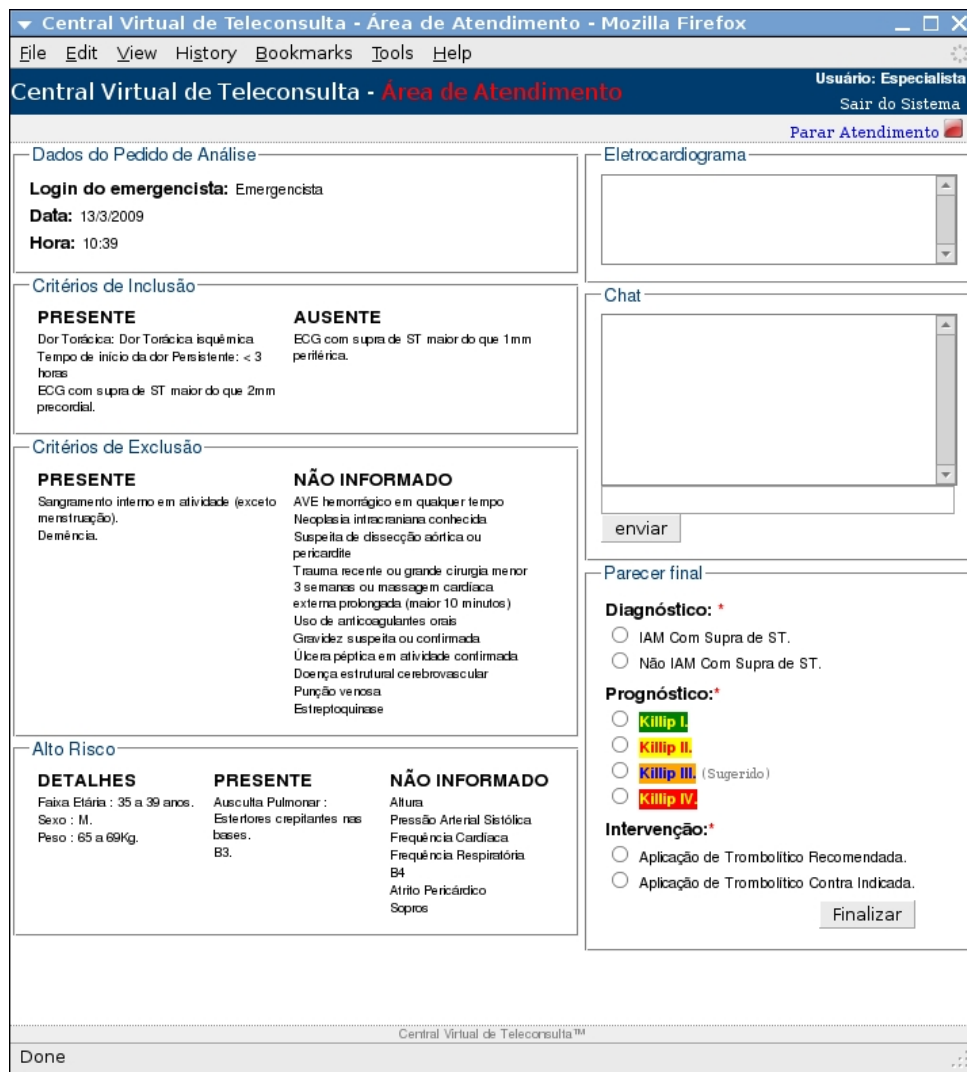 Central Virtual de Teleconsulta - Área de Atendimento - Mozilla Firefox
File Edit View History Bookmarks Tools Help
Central Virtual de Teleconsulta - Área de Atendimento
Usuário: Especialista
Sair do Sistema
Parar Atendimento
Dados do Pedido de Análise
Login do emergencista: Emergencista
Data: 13/3/2009
Hora: 10:39
Critérios de Inclusão
PRESENTE
Dor Torácica: Dor Torácica isquêmica
Tempo de início da dor Persistente: < 3
horas
ECG com supra de ST maior do que 2mm
precordial.
AUSENTE
ECG com supra de ST maior do que 1mm
periférica.
Critérios de Exclusão
PRESENTE
Sangramento interno em atividade (exceto
menstruação).
Demência.
NÃO INFORMADO
AVE hemorrágico em qualquer tempo
Neoplasia intracraniana conhecida
Suspeita de dissecção aórtica ou
pericardite
Trauma recente ou grande cirurgia menor
3 semanas ou massagem cardíaca
externa prolongada (maior 10 minutos)
Uso de anticoagulantes orais
Gravidez suspeita ou confirmada
Úlcera péptica em atividade confirmada
Doença estrutural cerebrovascular
Punção venosa
Estreptoquinase
Alto Risco
DETALHES
Faixa Etária : 35 a 39 anos.
Sexo : M.
Peso : 65 a 69Kg.
PRESENTE
Ausculta Pulmonar :
Estertores crepitantes nas
bases.
B3.
NÃO INFORMADO
Altura
Pressão Arterial Sistólica
Frequência Cardíaca
Frequência Respiratória
B4
Atrito Pericárdico
Sopros
Eletrocardiograma
Chat
enviar
Parecer final
Diagnóstico: *
IAM Com Supra de ST.
Não IAM Com Supra de ST.
Prognóstico:*
Killip I.
Killip II.
Killip III. (Sugerido)
Killip IV.
Intervenção:*
Aplicação de Trombolítico Recomendada.
Aplicação de Trombolítico Contra Indicada.
Finalizar
Central Virtual de Teleconsulta™
Done